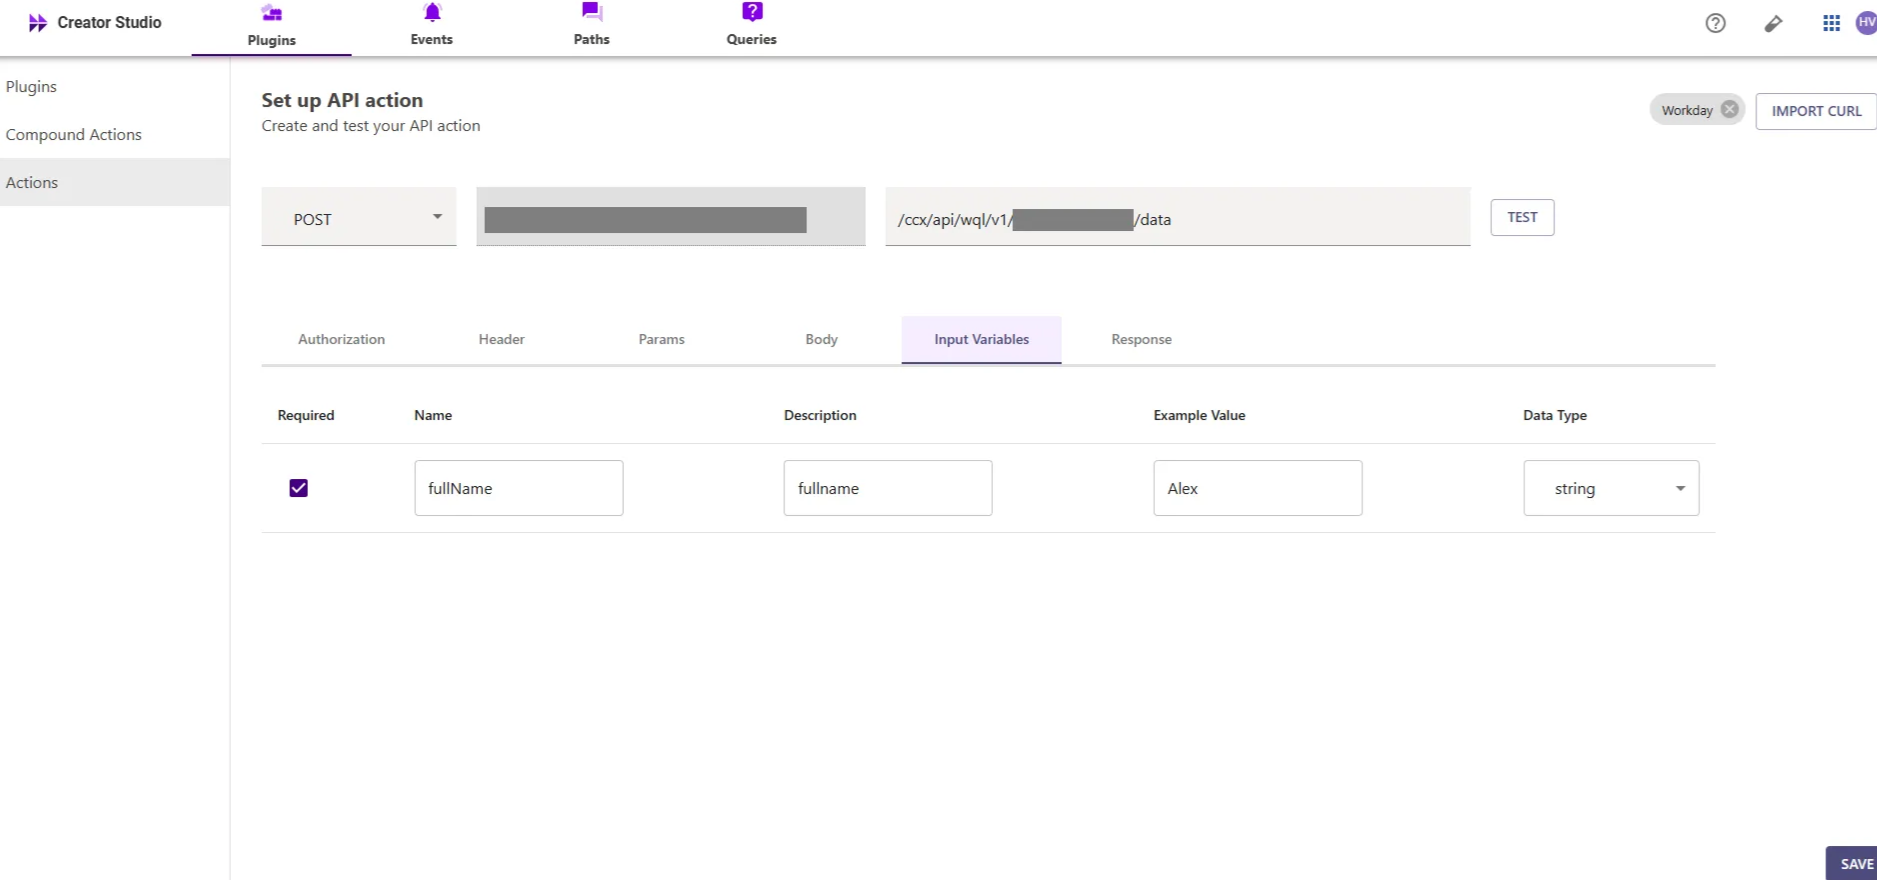 Creator Studio
Plugins
Events
Paths
Queries
HV
Plugins
Compound Actions
Actions
Set up API action
Create and test your API action
Workday
IMPORT CURL
POST
/ccx/api/wql/v1/ /data
TEST
Authorization
Header
Params
Body
Input Variables
Response
Required
Name
Description
Example Value
Data Type
fullName
fullname
Alex
string
SAVE